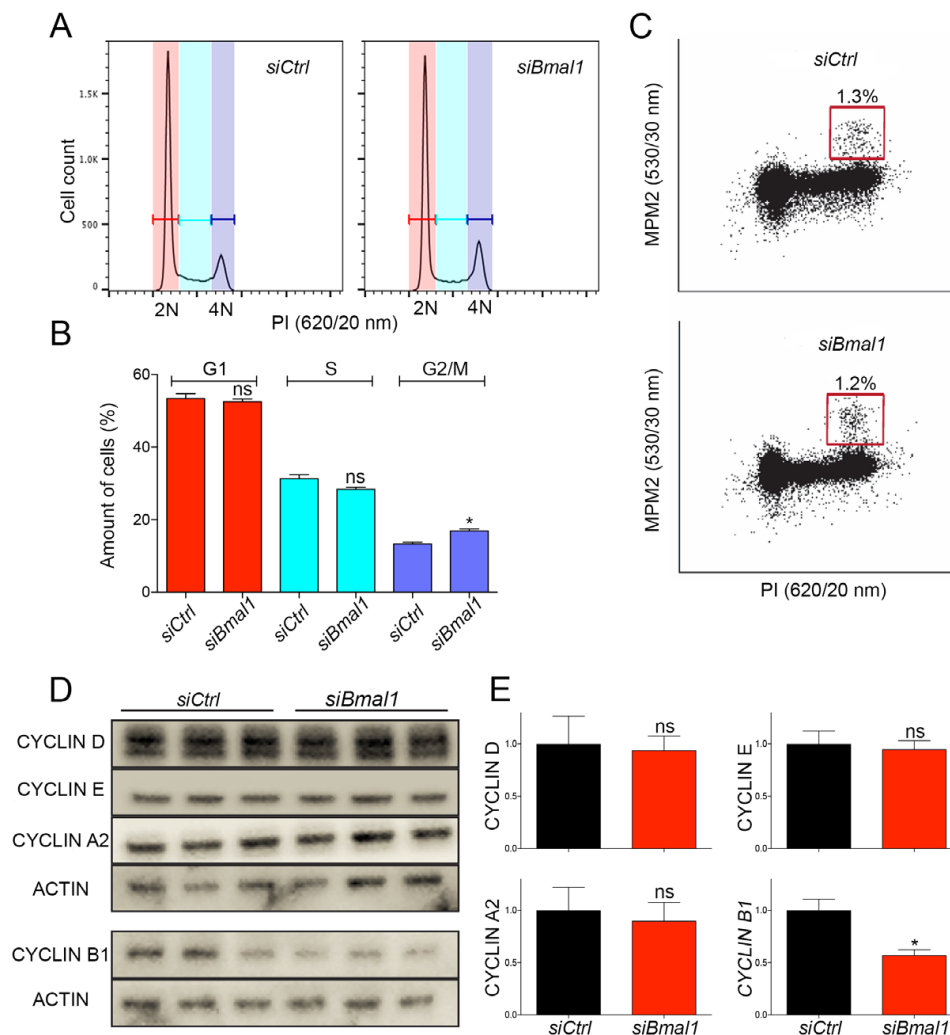 A
siCtrl
siBmal1
Cell count
1.5K
1.0K
500
0
2N 4N 2N 4N
PI (620/20 nm)
B
G1 S G2/M
Amount of cells (%)
60
40
20
0
ns
ns
*
siCtrl siBmal1 siCtrl siBmal1 siCtrl siBmal1
C
siCtrl
1.3%
MPM2 (530/30 nm)
siBmal1
1.2%
MPM2 (530/30 nm)
PI (620/20 nm)
D
siCtrl siBmal1
CYCLIN D
CYCLIN E
CYCLIN A2
ACTIN
CYCLIN B1
ACTIN
E
CYCLIN D
1.0
0.5
0.0
ns
CYCLIN E
1.0
0.5
0.0
ns
CYCLIN A2
1.0
0.5
0.0
ns
siCtrl siBmal1
CYCLIN B1
1.0
0.5
0.0
*
siCtrl siBmal1